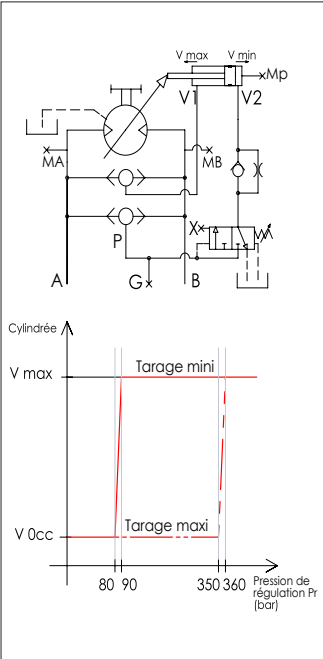 V max V min
Mp
V1 V2
MA MB
X
P
A G B
Cylindrée
V max Tarage mini
V 0cc Tarage maxi
80 90 350 360 Pression de
régulation Pr
(bar)